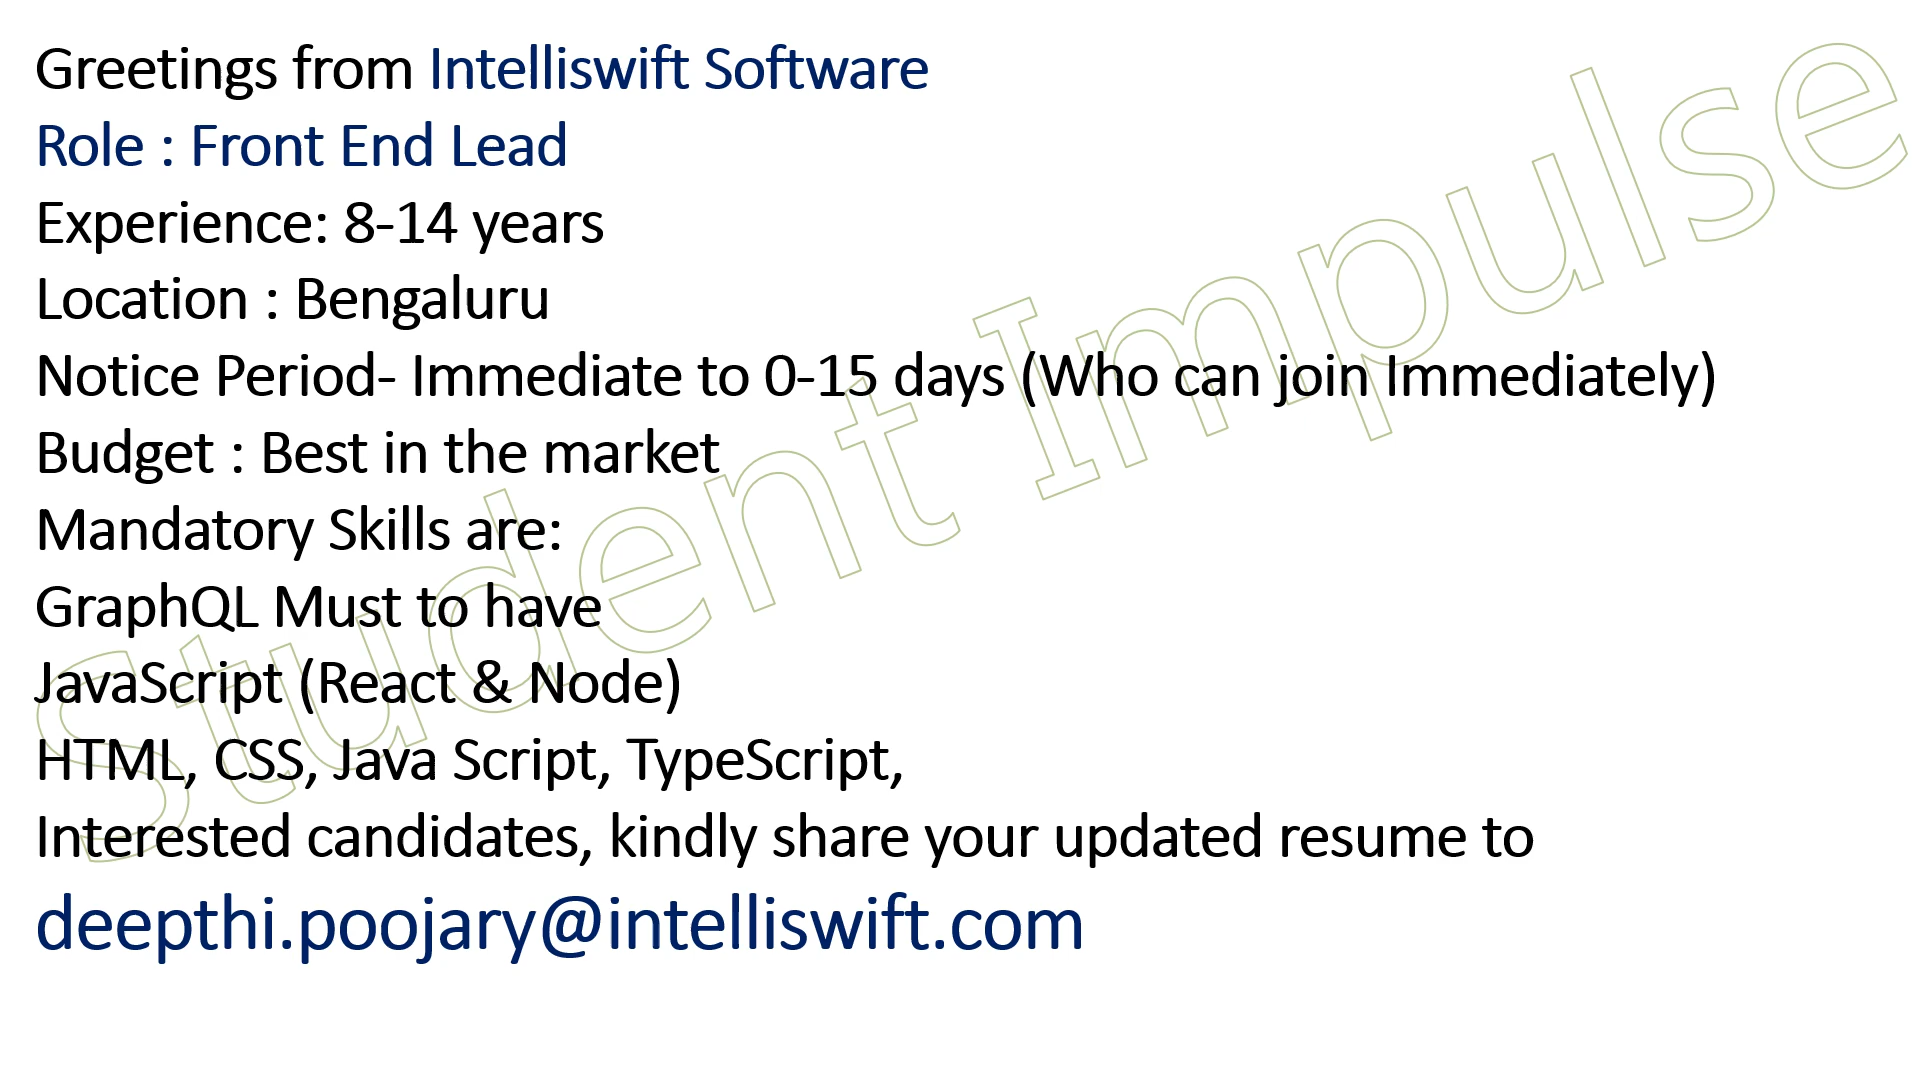 Greetings from Intelliswift Software
Role : Front End Lead
Experience: 8-14 years
Location : Bengaluru
Notice Period- Immediate to 0-15 days (Who can join Immediately)
Budget : Best in the market
Mandatory Skills are:
GraphQL Must to have
JavaScript (React & Node)
HTML, CSS, Java Script, TypeScript,
Interested candidates, kindly share your updated resume to
deepthi.poojary@intelliswift.com
Student Impulse